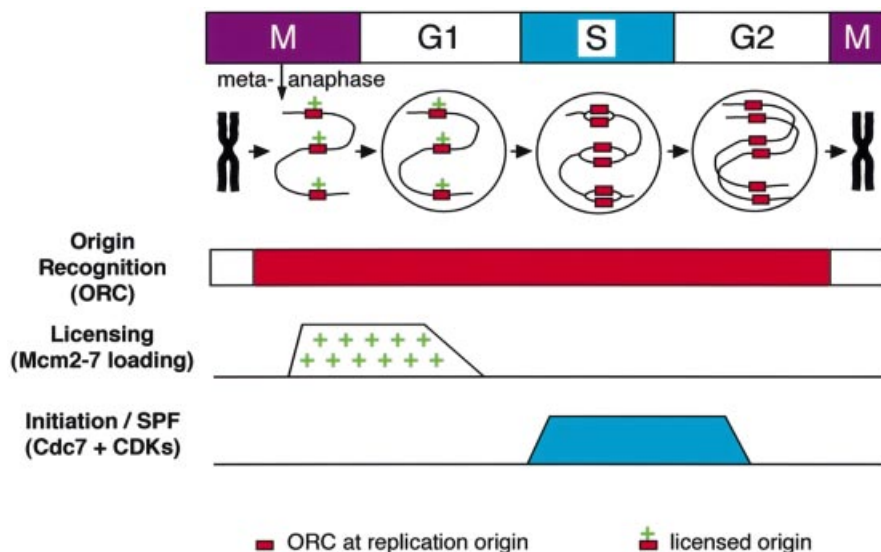 M G1 S G2 M
meta- anaphase
Origin
Recognition
(ORC)
Licensing
(Mcm2-7 loading)
Initiation / SPF
(Cdc7 + CDKs)
ORC at replication origin
licensed origin